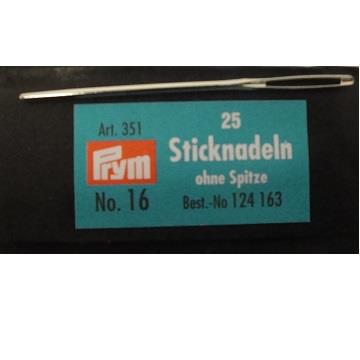 Art. 351
Prym
No. 16
25
Sticknadeln
ohne Spitze
Best.-No 124 163